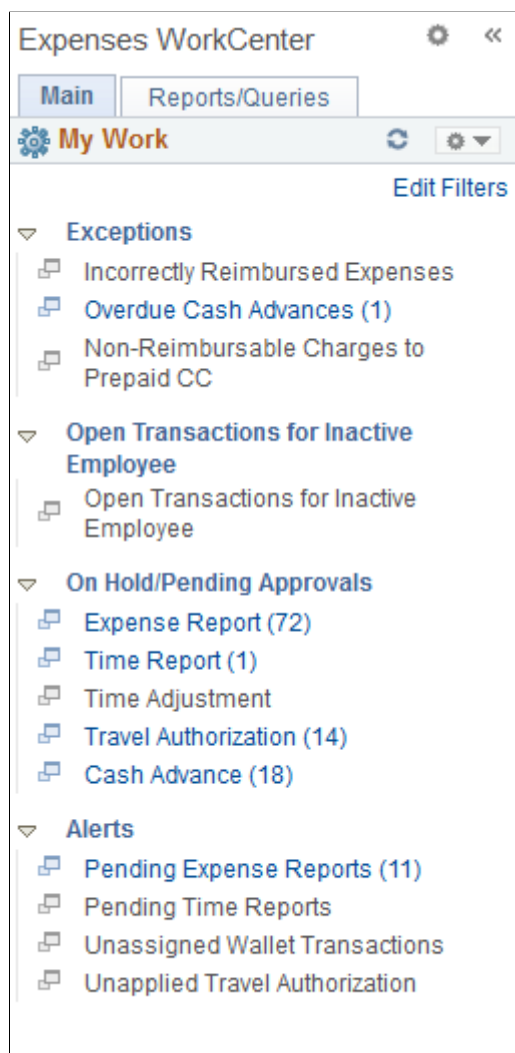 Expenses WorkCenter
Main
Reports/Queries
My Work
Edit Filters
Exceptions
Incorrectly Reimbursed Expenses
Overdue Cash Advances (1)
Non-Reimbursable Charges to
Prepaid CC
Open Transactions for Inactive
Employee
Open Transactions for Inactive
Employee
On Hold/Pending Approvals
Expense Report (72)
Time Report (1)
Time Adjustment
Travel Authorization (14)
Cash Advance (18)
Alerts
Pending Expense Reports (11)
Pending Time Reports
Unassigned Wallet Transactions
Unapplied Travel Authorization